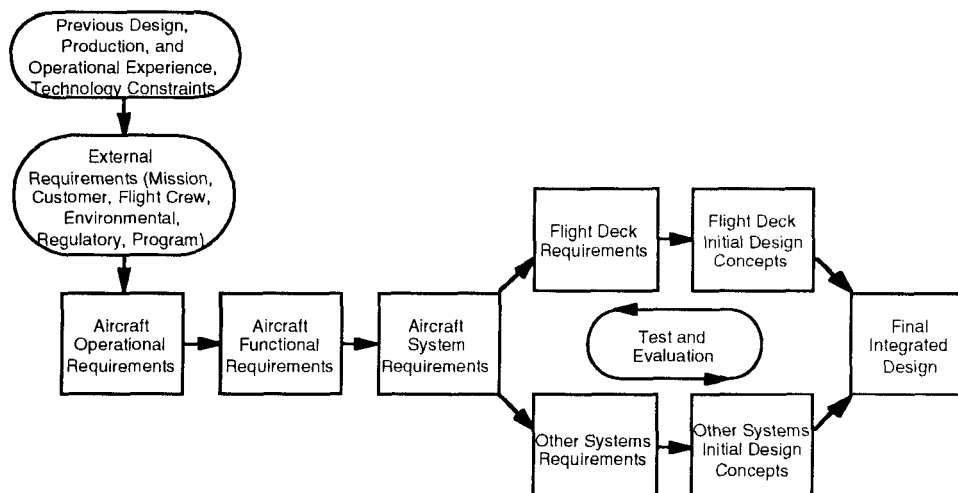 Previous Design,
Production, and
Operational Experience,
Technology Constraints
External
Requirements (Mission,
Customer, Flight Crew,
Environmental,
Regulatory, Program)
Aircraft
Operational
Requirements
Aircraft
Functional
Requirements
Aircraft
System
Requirements
Flight Deck
Requirements
Flight Deck
Initial Design
Concepts
Test and
Evaluation
Other Systems
Requirements
Other Systems
Initial Design
Concepts
Final
Integrated
Design